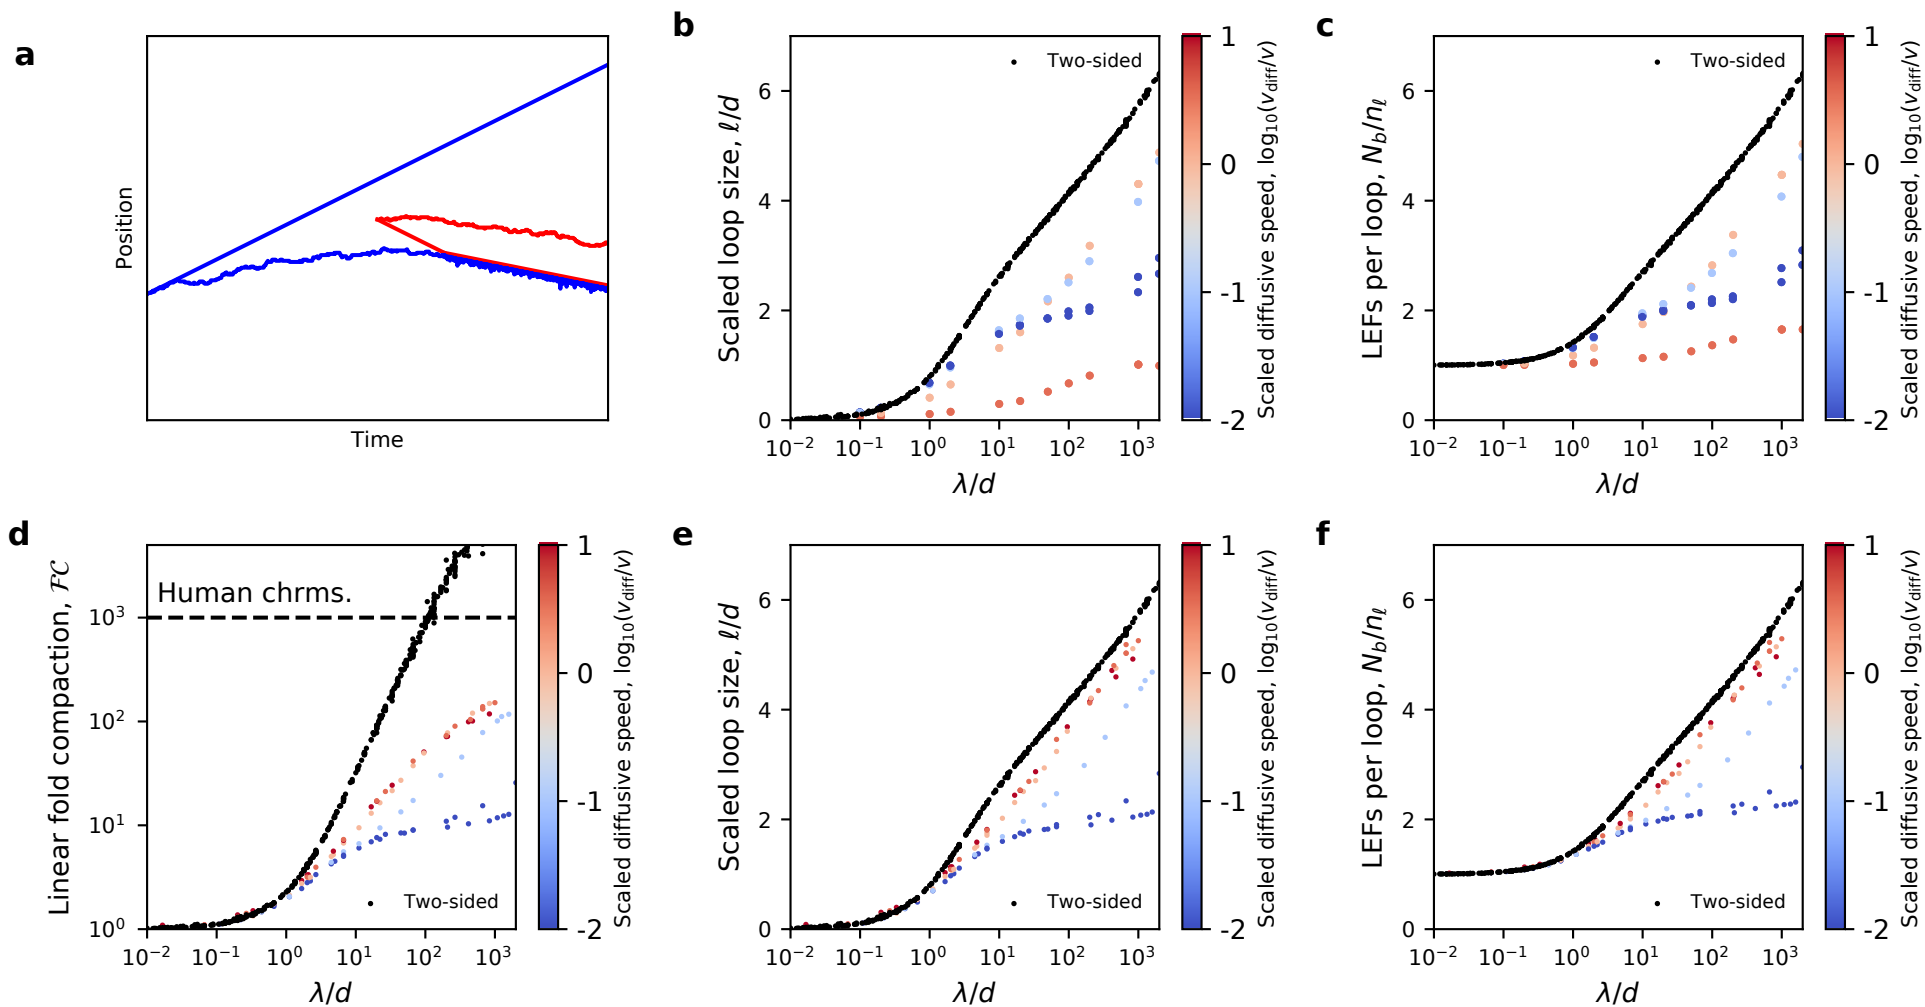 a
Position
Time
b
Scaled loop size, ℓ/d
Two-sided
6
4
2
0
10⁻² 10⁻¹ 10⁰ 10¹ 10² 10³
λ/d
1
0
-1
-2
Scaled diffusive speed, log₁₀(v_diff/v)
c
LEFs per loop, N_b/n_ℓ
Two-sided
6
4
2
0
10⁻² 10⁻¹ 10⁰ 10¹ 10² 10³
λ/d
1
0
-1
-2
Scaled diffusive speed, log₁₀(v_diff/v)
d
Linear fold compaction, ℱ𝒞
Human chrms.
10³
10²
10¹
10⁰
Two-sided
10⁻² 10⁻¹ 10⁰ 10¹ 10² 10³
λ/d
1
0
-1
-2
Scaled diffusive speed, log₁₀(v_diff/v)
e
Scaled loop size, ℓ/d
6
4
2
0
Two-sided
10⁻² 10⁻¹ 10⁰ 10¹ 10² 10³
λ/d
1
0
-1
-2
Scaled diffusive speed, log₁₀(v_diff/v)
f
LEFs per loop, N_b/n_ℓ
6
4
2
0
Two-sided
10⁻² 10⁻¹ 10⁰ 10¹ 10² 10³
λ/d
1
0
-1
-2
Scaled diffusive speed, log₁₀(v_diff/v)